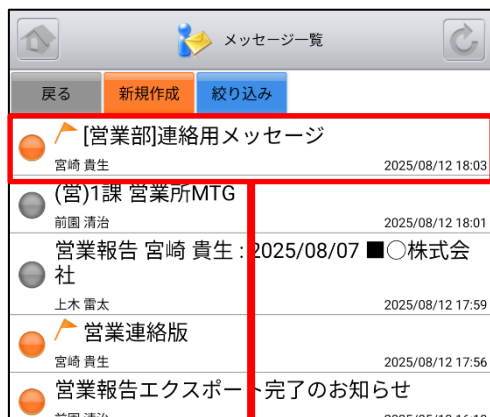 メッセージ一覧
戻る 新規作成 絞り込み
[営業部]連絡用メッセージ
宮崎 貴生 2025/08/12 18:03
(営)1課 営業所MTG
前園 清治 2025/08/12 18:01
営業報告 宮崎 貴生 : 2025/08/07 ■○株式会
社
上木 雷太 2025/08/12 17:59
営業連絡版
宮崎 貴生 2025/08/12 17:56
営業報告エクスポート完了のお知らせ